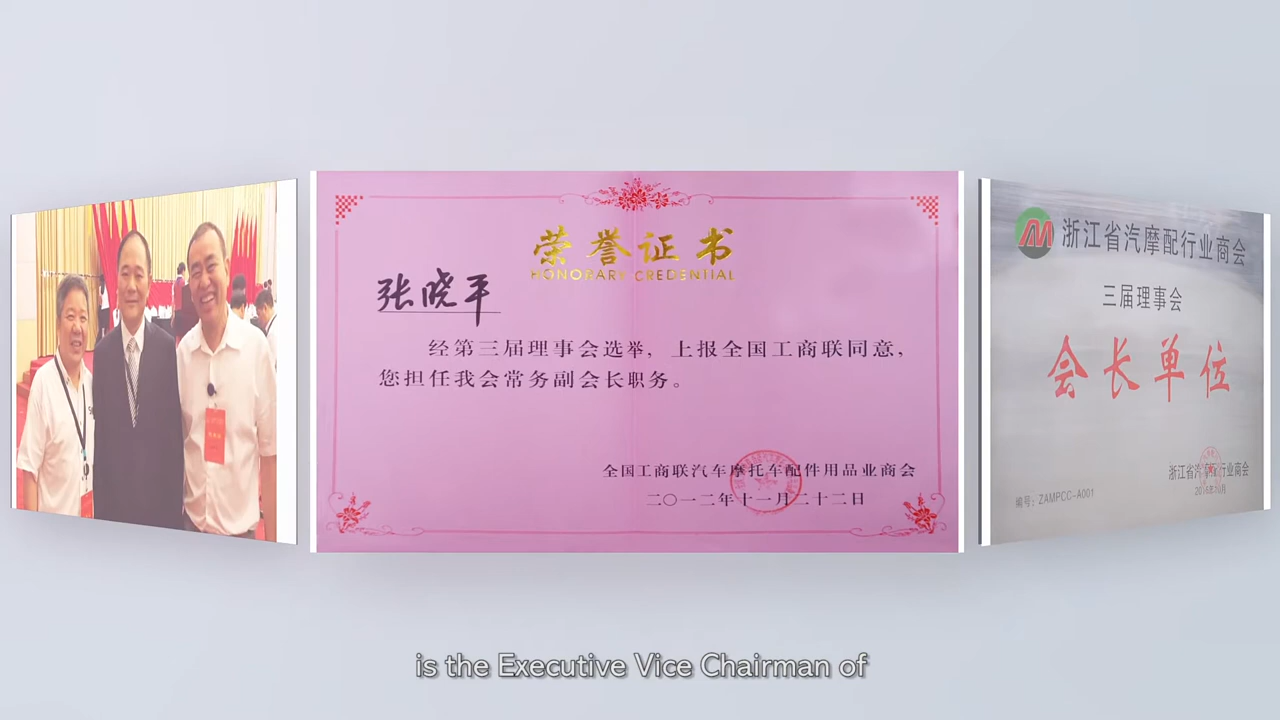 荣誉证书
HONORARY CREDENTIAL
张晓平
经第三届理事会选举，上报全国工商联同意，
您担任我会常务副会长职务。
全国工商联汽车摩托车配件用品业商会
二〇一二年十一月二十二日
浙江省汽摩配行业商会
三届理事会
会长单位
浙江省汽摩配行业商会
编号：ZAMPCC-A001
is the Executive Vice Chairman of